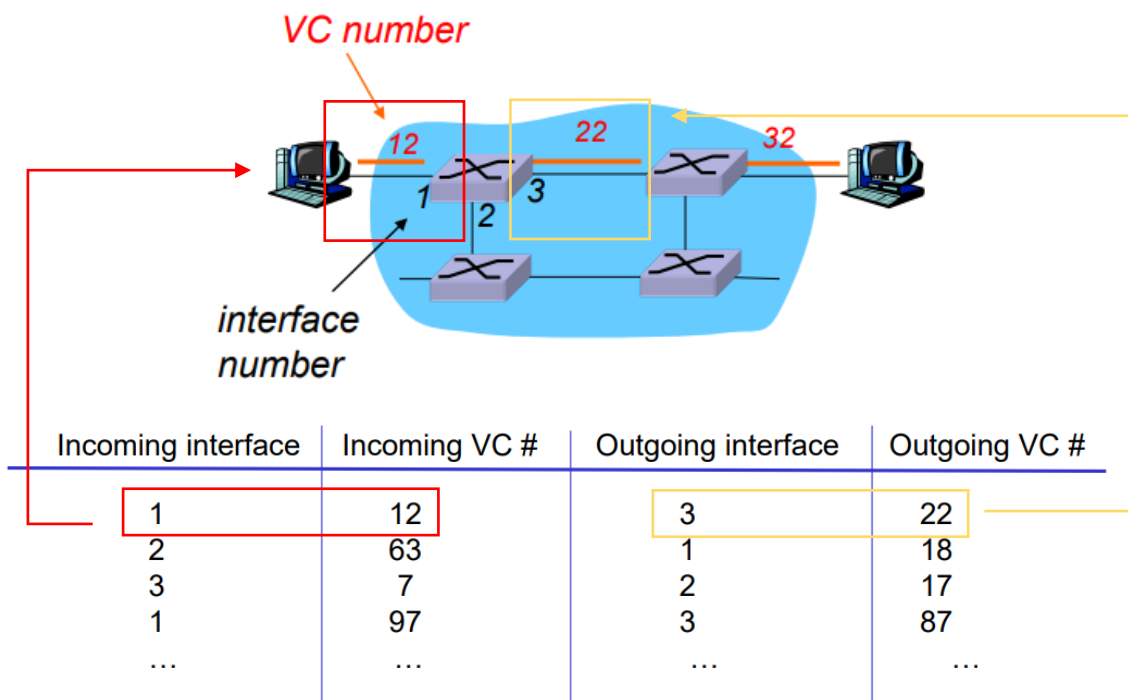 VC number
12
22
32
1
2
3
interface
number
Incoming interface Incoming VC # Outgoing interface Outgoing VC #
1 12 3 22
2 63 1 18
3 7 2 17
1 97 3 87
… … … …